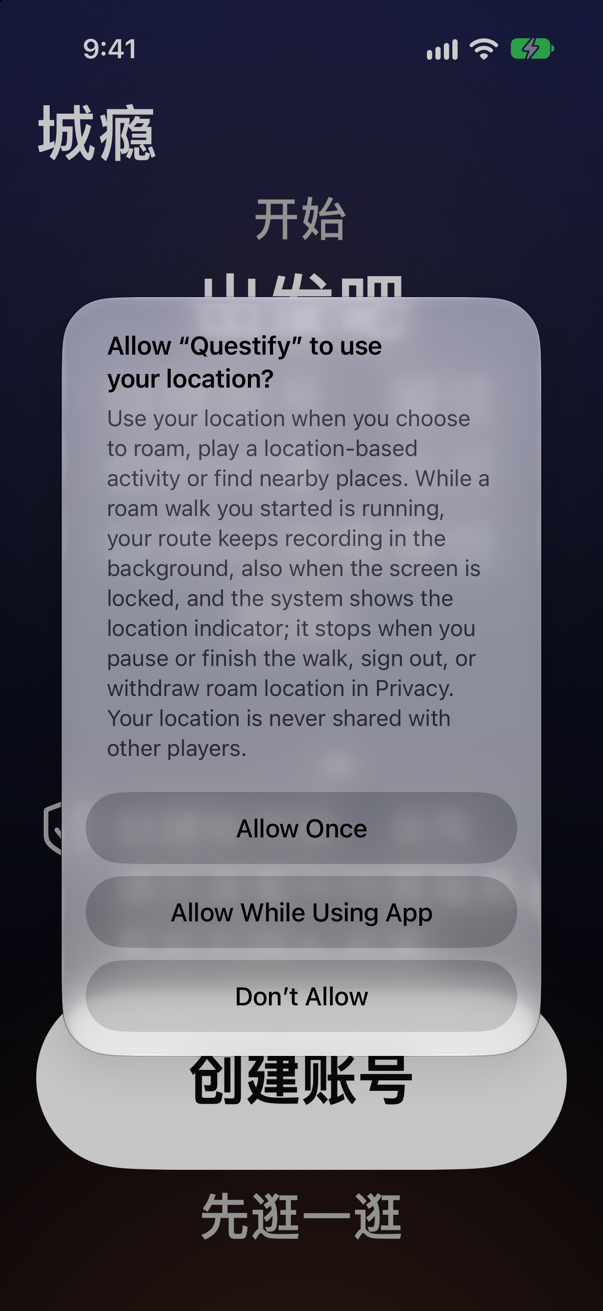 9:41
城瘾
开始
出发吧
Allow “Questify” to use
your location?
Use your location when you choose
to roam, play a location-based
activity or find nearby places. While a
roam walk you started is running,
your route keeps recording in the
background, also when the screen is
locked, and the system shows the
location indicator; it stops when you
pause or finish the walk, sign out, or
withdraw roam location in Privacy.
Your location is never shared with
other players.
Allow Once
Allow While Using App
Don’t Allow
创建账号
先逛一逛